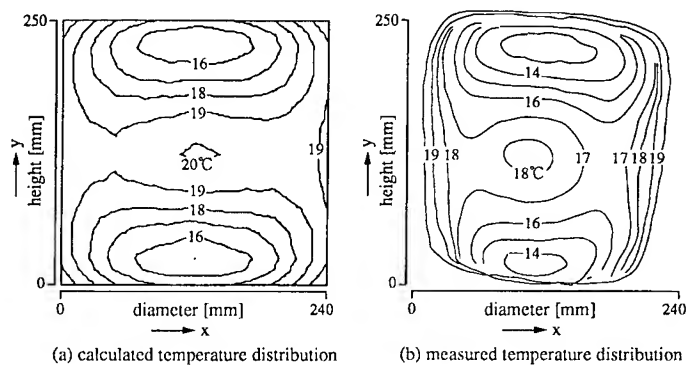 250
16
18
19
20℃
19
19
18
16
0
y
height [mm]
0
diameter [mm]
240
x
(a) calculated temperature distribution
250
14
16
17
19 18
18℃
17 18 19
16
14
0
y
height [mm]
0
diameter [mm]
240
x
(b) measured temperature distribution